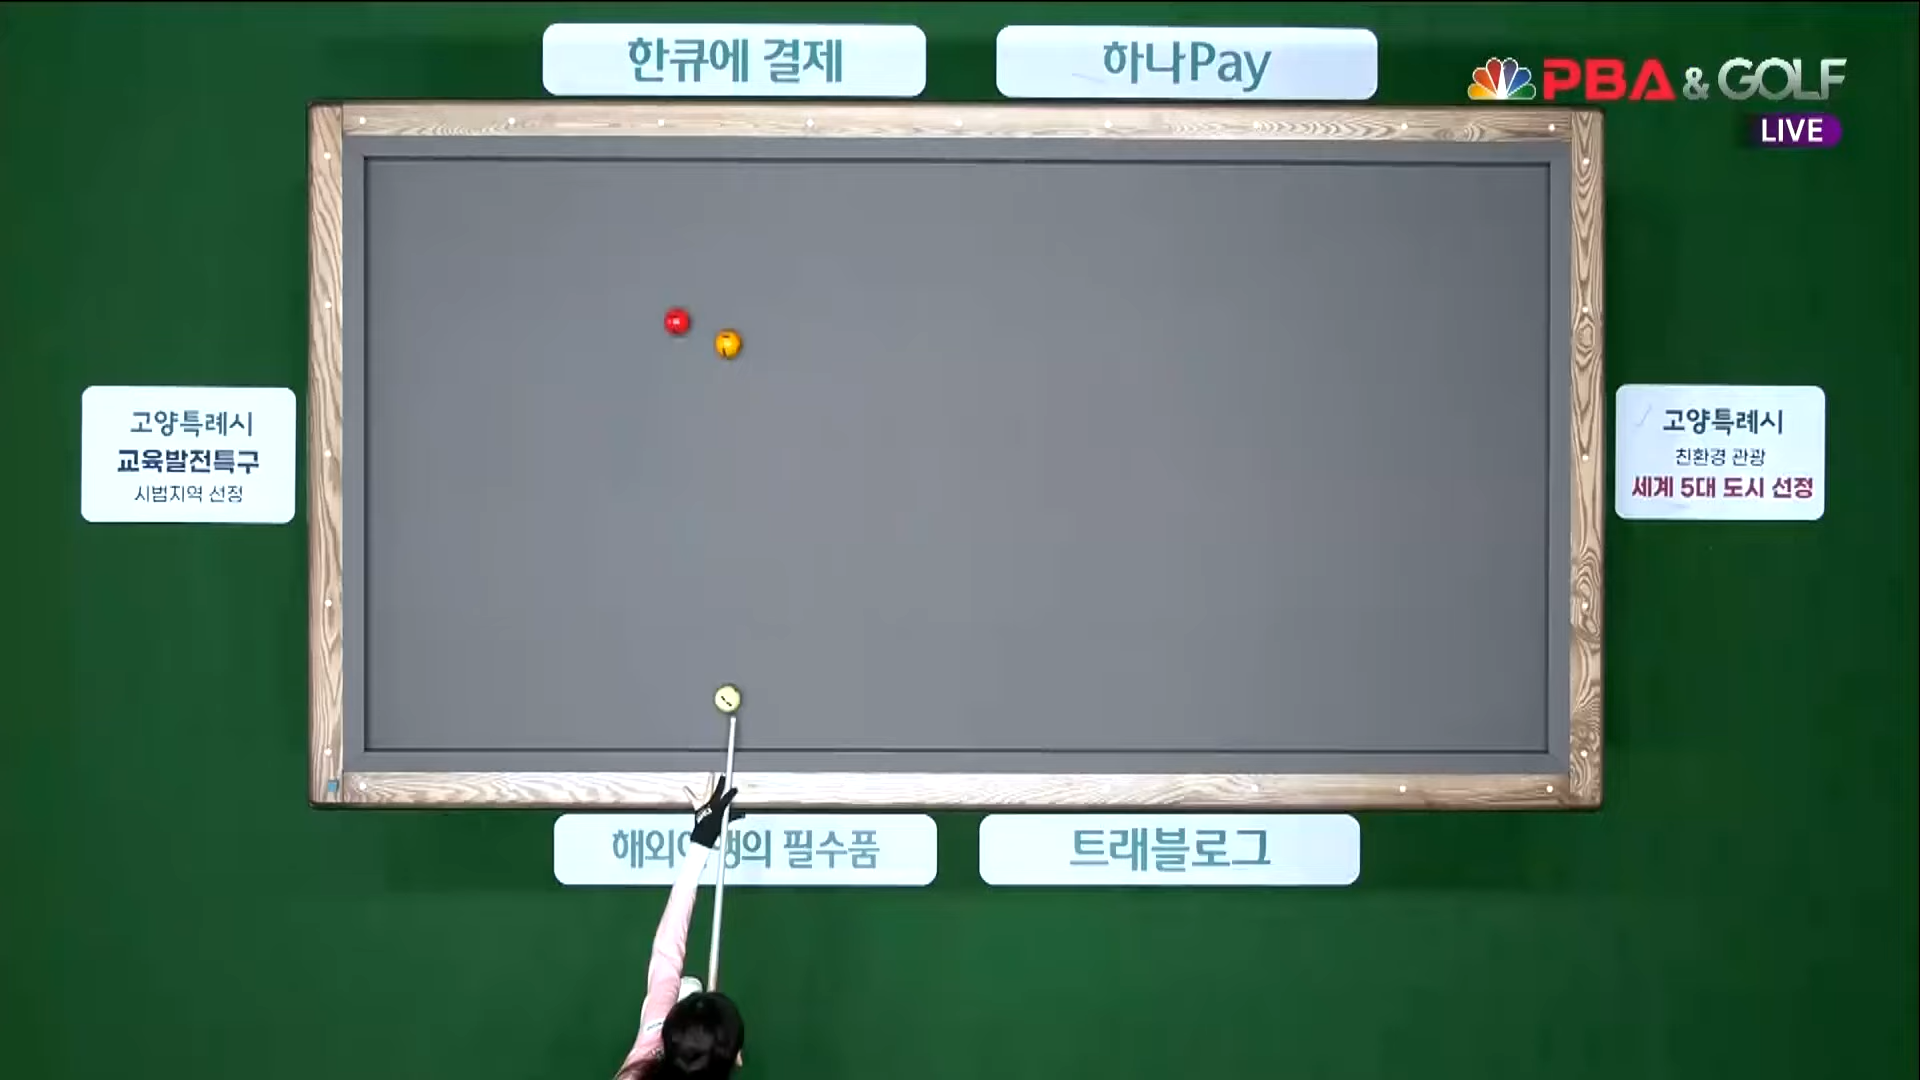 한큐에 결제
하나Pay
PBA & GOLF
LIVE
고양특례시
교육발전특구
시범지역 선정
고양특례시
친환경 관광
세계 5대 도시 선정
의 필수품
트래블로그